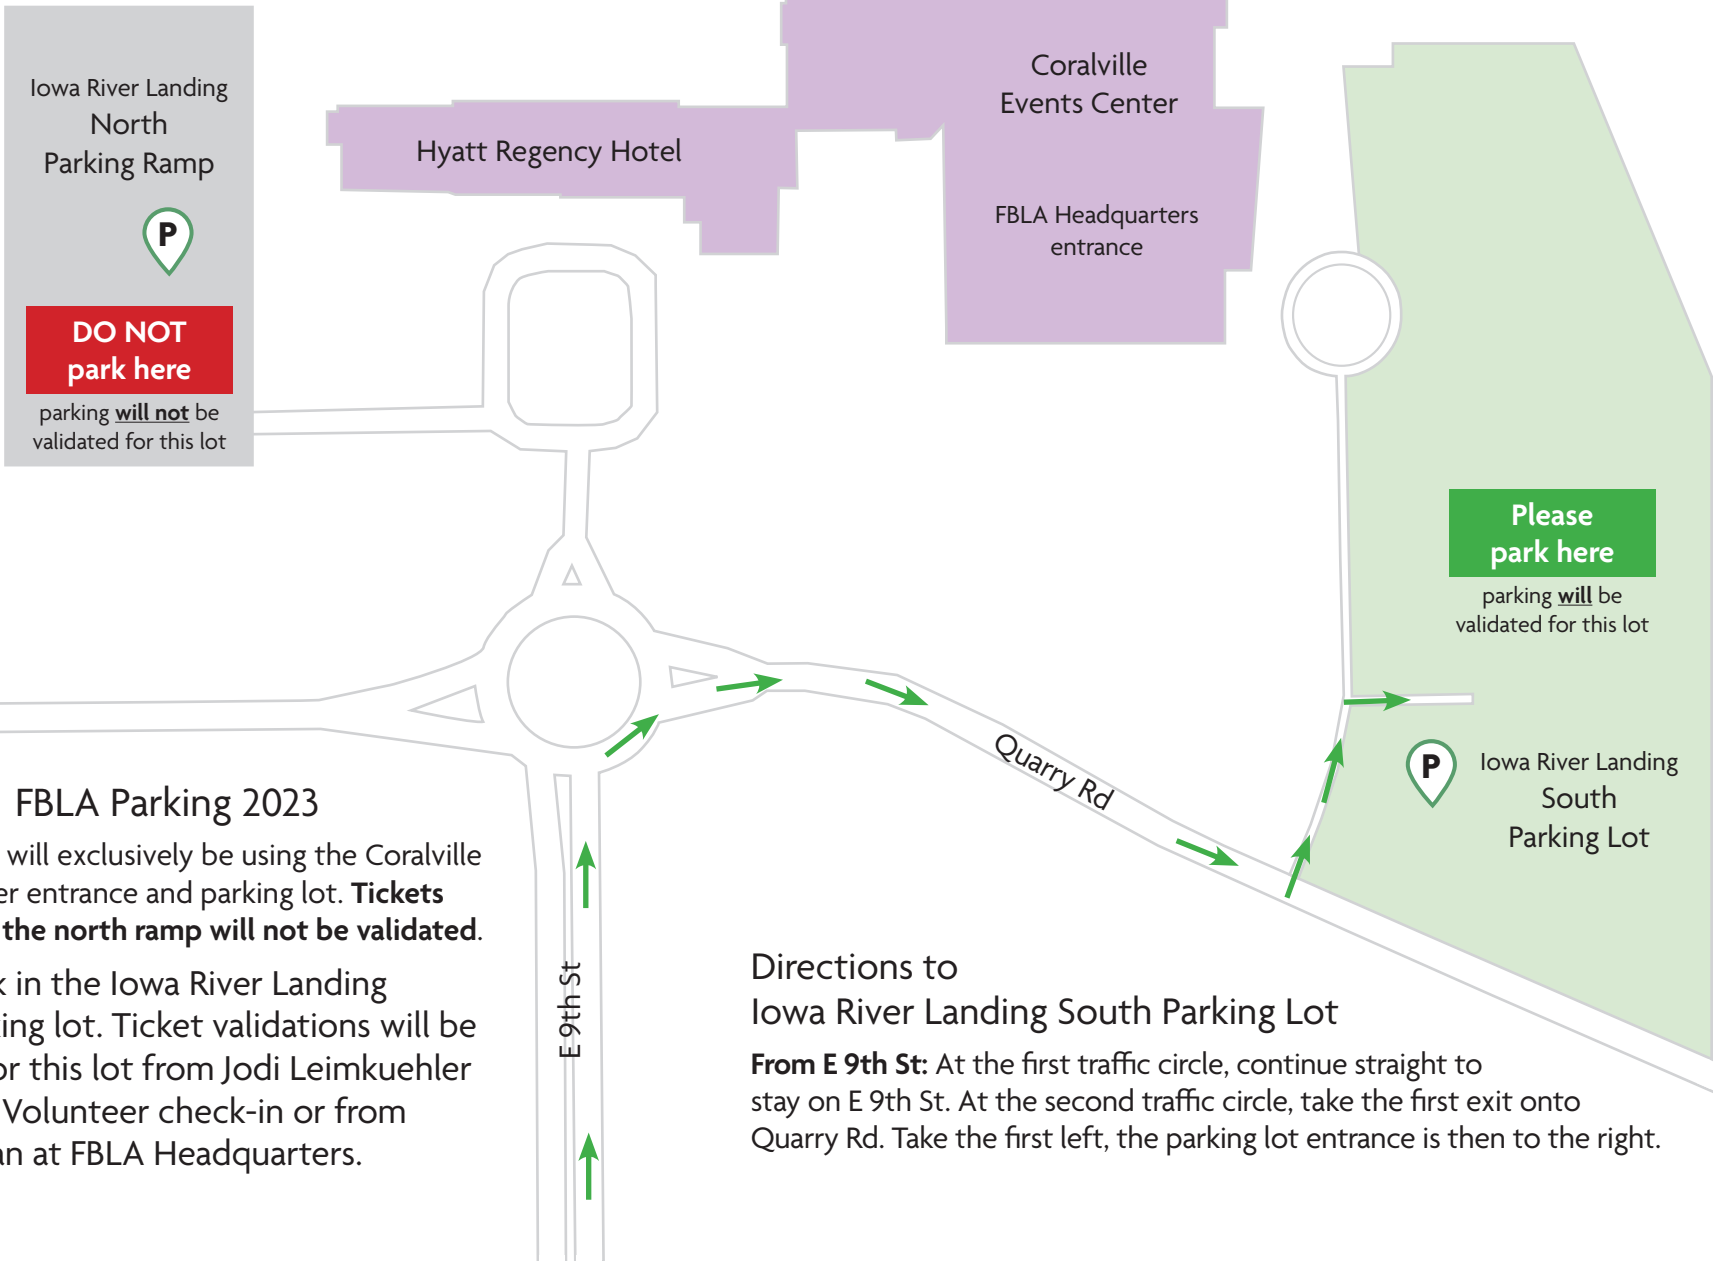 Iowa River Landing
North
Parking Ramp
P
DO NOT
park here
parking will not be
validated for this lot
Hyatt Regency Hotel
Coralville
Events Center
FBLA Headquarters
entrance
Please
park here
parking will be
validated for this lot
P
Iowa River Landing
South
Parking Lot
Quarry Rd
E 9th St
FBLA Parking 2023
will exclusively be using the Coralville
er entrance and parking lot. Tickets
the north ramp will not be validated.
k in the Iowa River Landing
ing lot. Ticket validations will be
or this lot from Jodi Leimkuehler
Volunteer check-in or from
an at FBLA Headquarters.
Directions to
Iowa River Landing South Parking Lot
From E 9th St: At the first traffic circle, continue straight to
stay on E 9th St. At the second traffic circle, take the first exit onto
Quarry Rd. Take the first left, the parking lot entrance is then to the right.